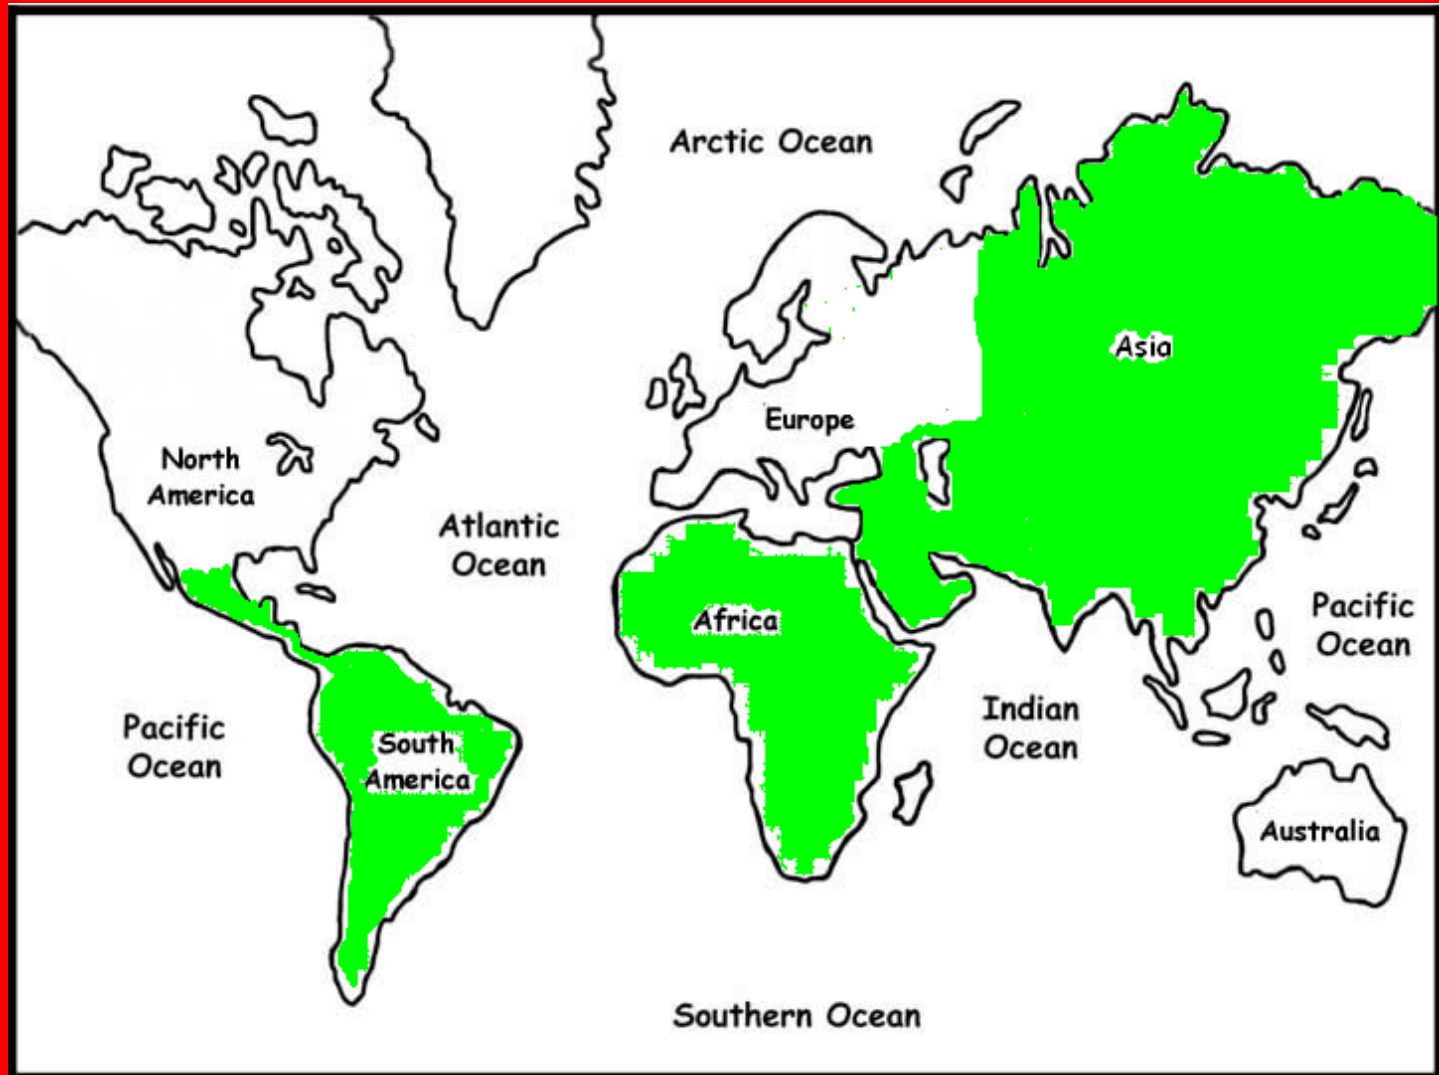 Arctic Ocean
Asia
Europe
North
America
Atlantic
Ocean
Africa
Pacific
Ocean
Indian
Ocean
Pacific
Ocean
South
America
Australia
Southern Ocean